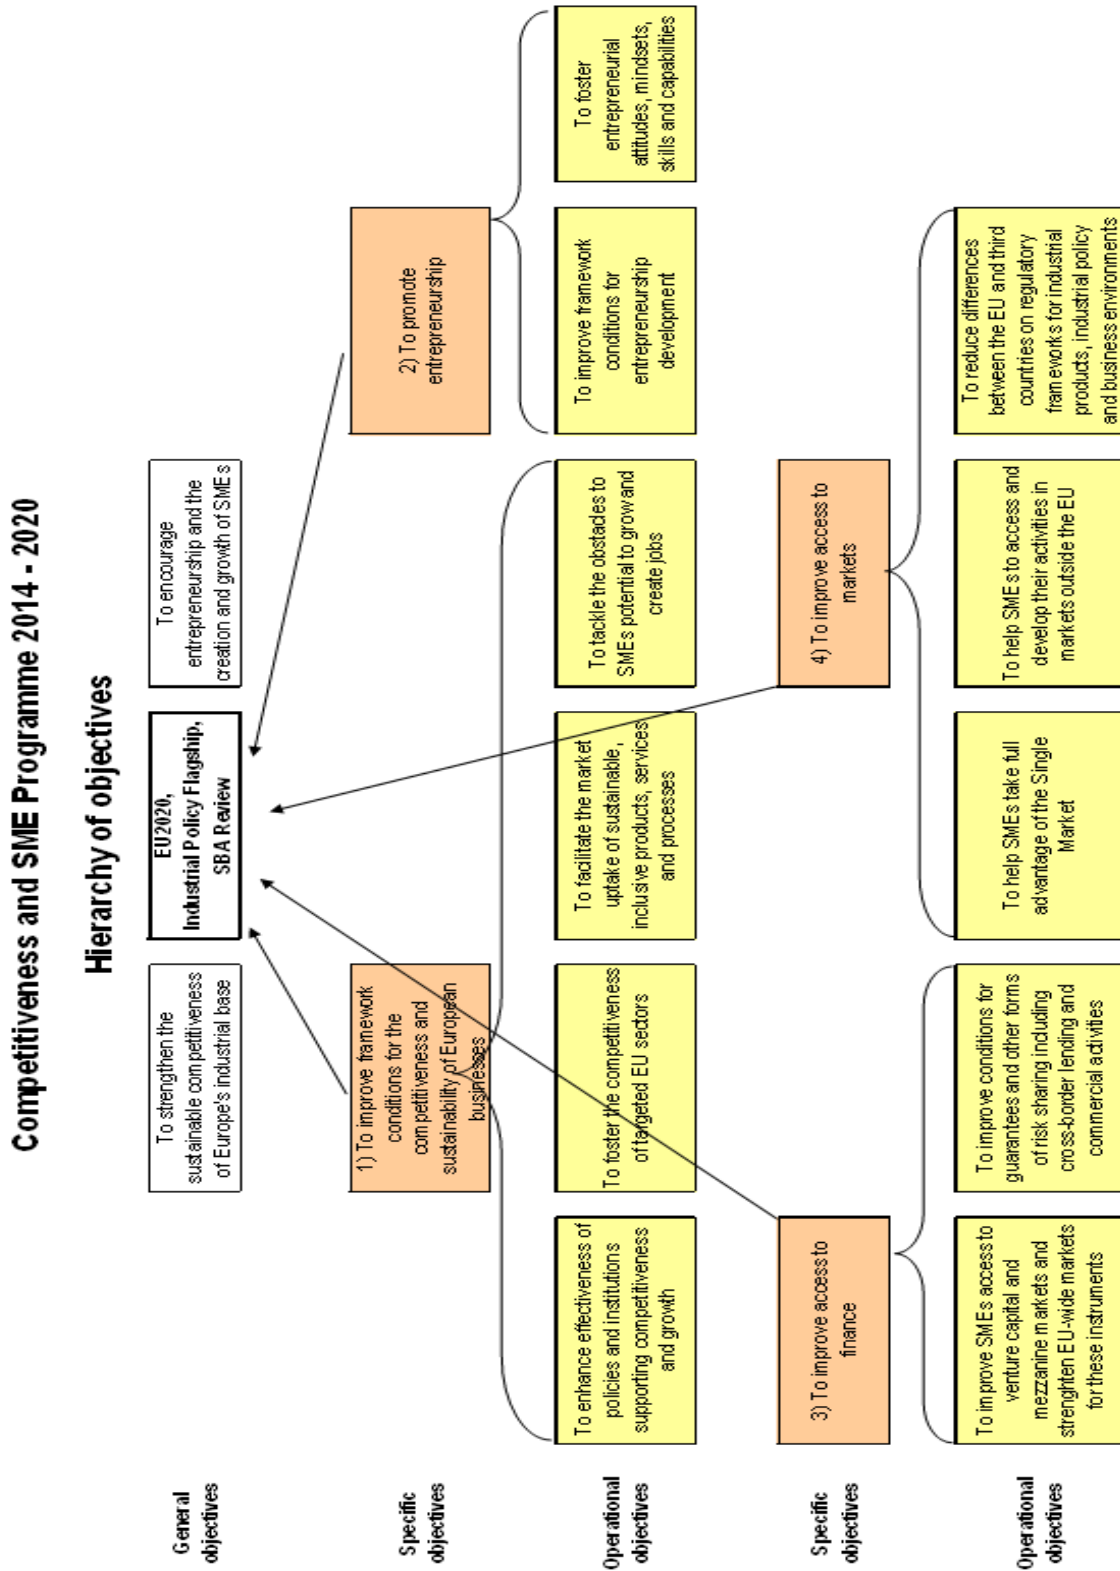 Competitiveness and SME Programme 2014 - 2020
Hierarchy of objectives
General
objectives
To strengthen the
sustainable competitiveness
of Europe's industrial base
EU2020,
Industrial Policy Flagship,
SBA Review
To encourage
entrepreneurship and the
creation and growth of SMEs
Specific
objectives
1) To improve framework
conditions for the
competitiveness and
sustainability of European
businesses
2) To promote
entrepreneurship
Operational
objectives
To enhance effectiveness of
policies and institutions
supporting competitiveness
and growth
To foster the competitiveness
of targeted EU sectors
To facilitate the market
uptake of sustainable,
inclusive products, services
and processes
To tackle the obstacles to
SMEs potential to grow and
create jobs
To improve framework
conditions for
entrepreneurship
development
To foster
entrepreneurial
attitudes, mindsets,
skills and capabilities
Specific
objectives
3) To improve access to
finance
4) To improve access to
markets
Operational
objectives
To improve SMEs access to
venture capital and
mezzanine markets and
strenghten EU-wide markets
for these instruments
To improve conditions for
guarantees and other forms
of risk sharing including
cross-border lending and
commercial activities
To help SMEs take full
advantage of the Single
Market
To help SMEs to access and
develop their activities in
markets outside the EU
To reduce differences
between the EU and third
countries on regulatory
frameworks for industrial
products, industrial policy
and business environments